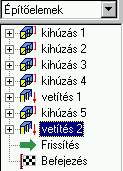 Építőelemek
kihúzás 1
kihúzás 2
kihúzás 3
kihúzás 4
vetítés 1
kihúzás 5
vetítés 2
Frissítés
Befejezés